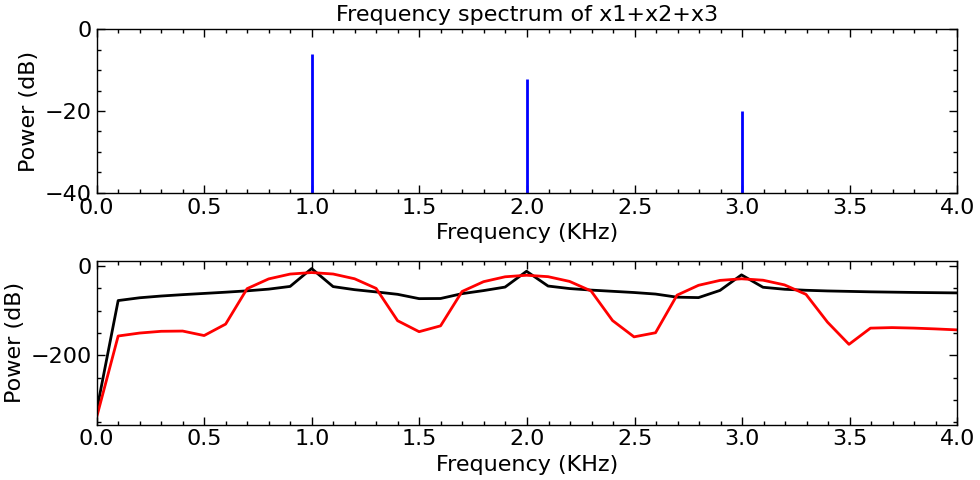 Frequency spectrum of x1+x2+x3
0
−20
−40
Power (dB)
0.0 0.5 1.0 1.5 2.0 2.5 3.0 3.5 4.0
Frequency (KHz)
0
−200
Power (dB)
0.0 0.5 1.0 1.5 2.0 2.5 3.0 3.5 4.0
Frequency (KHz)